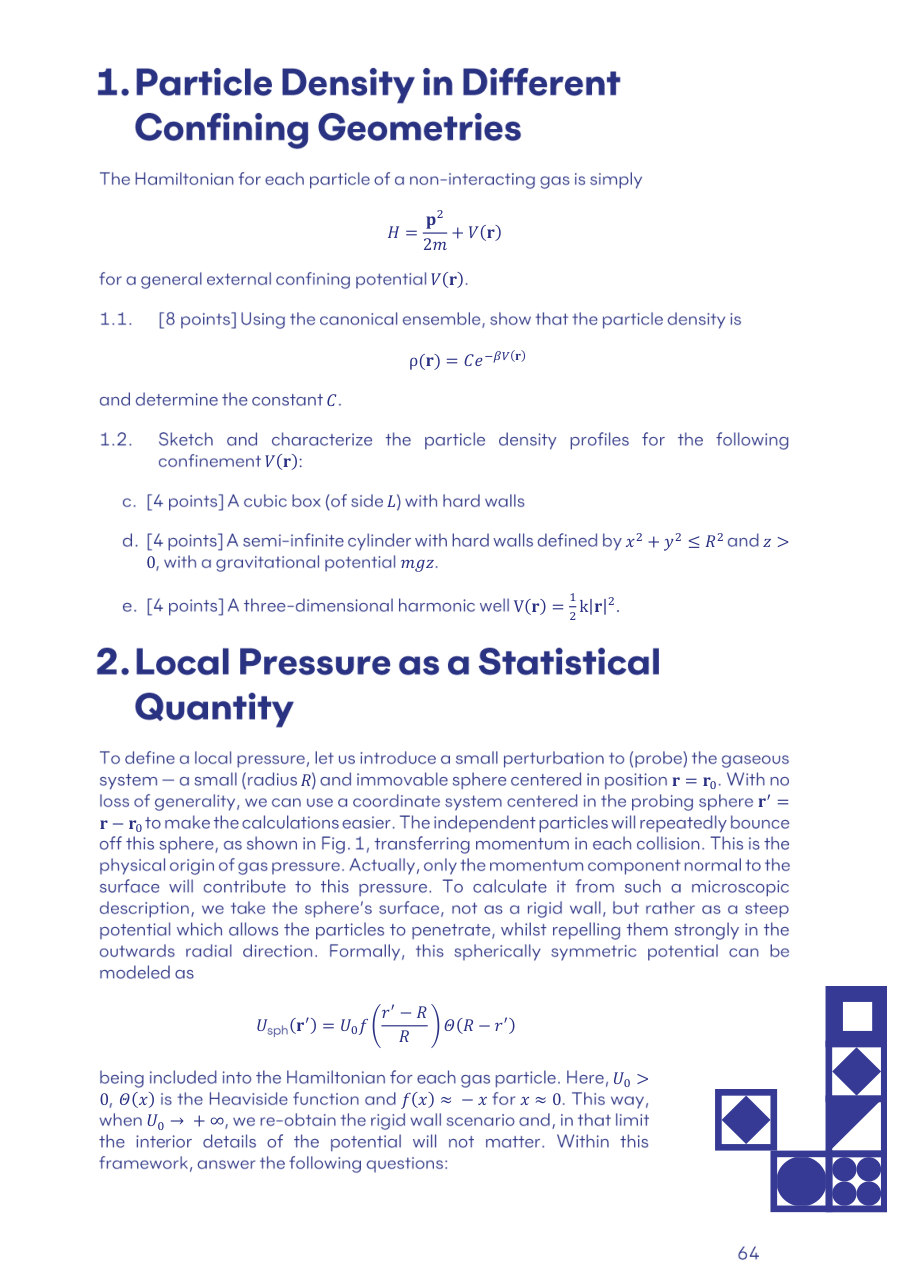 1. Particle Density in Different
Confining Geometries
The Hamiltonian for each particle of a non-interacting gas is simply
H = 𝐩²/2m + V(𝐫)
for a general external confining potential V(𝐫).
1.1. [8 points] Using the canonical ensemble, show that the particle density is
ρ(𝐫) = Ce^{−βV(𝐫)}
and determine the constant C.
1.2. Sketch and characterize the particle density profiles for the following
confinement V(𝐫):
c. [4 points] A cubic box (of side L) with hard walls
d. [4 points] A semi-infinite cylinder with hard walls defined by x² + y² ≤ R² and z >
0, with a gravitational potential mgz.
e. [4 points] A three-dimensional harmonic well V(𝐫) = ½k|𝐫|².
2. Local Pressure as a Statistical
Quantity
To define a local pressure, let us introduce a small perturbation to (probe) the gaseous
system — a small (radius R) and immovable sphere centered in position 𝐫 = 𝐫₀. With no
loss of generality, we can use a coordinate system centered in the probing sphere 𝐫′ =
𝐫 − 𝐫₀ to make the calculations easier. The independent particles will repeatedly bounce
off this sphere, as shown in Fig. 1, transferring momentum in each collision. This is the
physical origin of gas pressure. Actually, only the momentum component normal to the
surface will contribute to this pressure. To calculate it from such a microscopic
description, we take the sphere's surface, not as a rigid wall, but rather as a steep
potential which allows the particles to penetrate, whilst repelling them strongly in the
outwards radial direction. Formally, this spherically symmetric potential can be
modeled as
U_sph(𝐫′) = U₀f((r′ − R)/R)Θ(R − r′)
being included into the Hamiltonian for each gas particle. Here, U₀ >
0, Θ(x) is the Heaviside function and f(x) ≈ −x for x ≈ 0. This way,
when U₀ → +∞, we re-obtain the rigid wall scenario and, in that limit
the interior details of the potential will not matter. Within this
framework, answer the following questions:
64